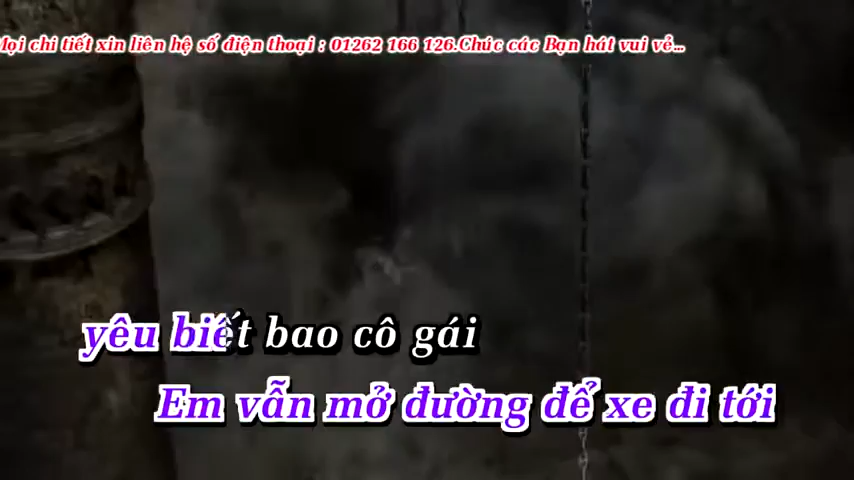 Mọi chi tiết xin liên hệ số điện thoại : 01262 166 126.Chúc các Bạn hát vui vẻ...
yêu biết bao cô gái
Em vẫn mở đường để xe đi tới